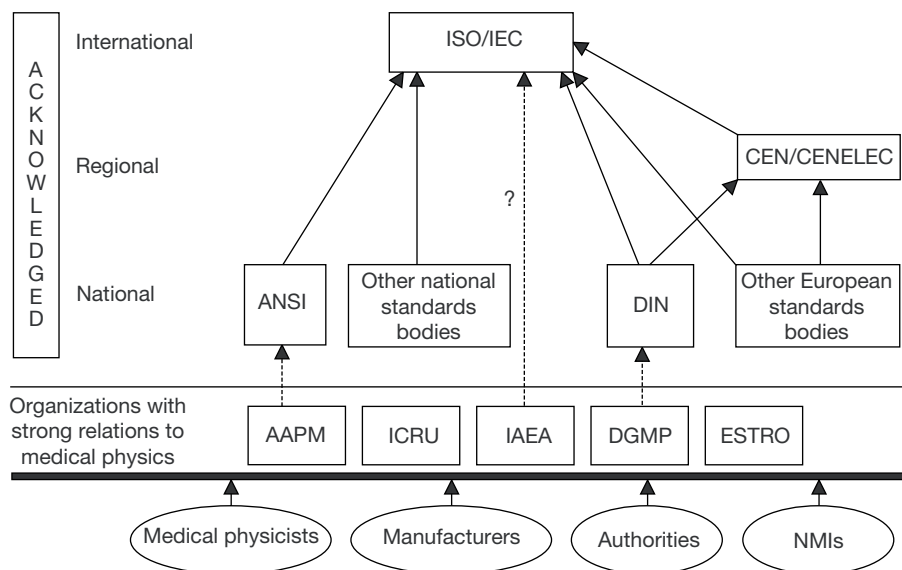 International
ISO/IEC
A
C
K
N
O
W
L
E
D
G
E
D
Regional
CEN/CENELEC
?
National
ANSI
Other national
standards
bodies
DIN
Other European
standards
bodies
Organizations with
strong relations to
medical physics
AAPM
ICRU
IAEA
DGMP
ESTRO
Medical physicists
Manufacturers
Authorities
NMIs